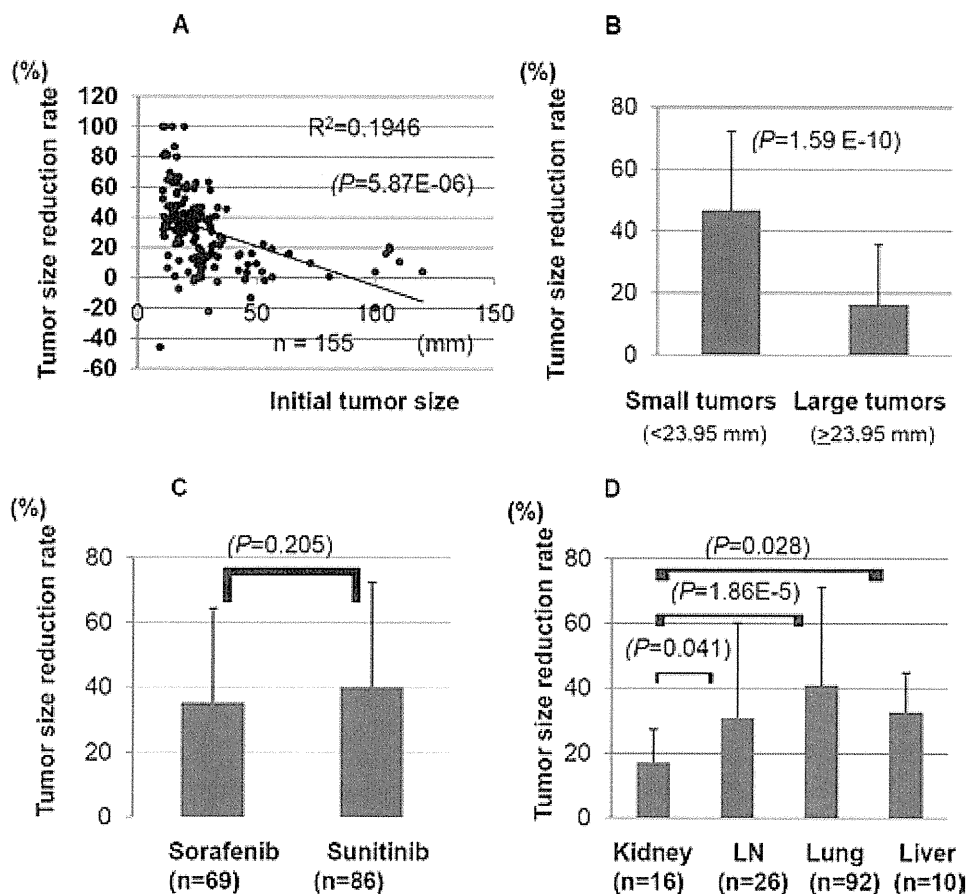 A
(%)
Tumor size reduction rate
120
100
80
60
40
20
0
-20
-40
-60
R²=0.1946
(P=5.87E-06)
0
50
100
150
n = 155
(mm)
Initial tumor size
B
(%)
Tumor size reduction rate
80
60
40
20
0
(P=1.59 E-10)
Small tumors
(<23.95 mm)
Large tumors
(≥23.95 mm)
C
(%)
Tumor size reduction rate
80
60
40
20
0
(P=0.205)
Sorafenib
(n=69)
Sunitinib
(n=86)
D
(%)
Tumor size reduction rate
80
60
40
20
0
(P=0.028)
(P=1.86E-5)
(P=0.041)
Kidney
(n=16)
LN
(n=26)
Lung
(n=92)
Liver
(n=10)